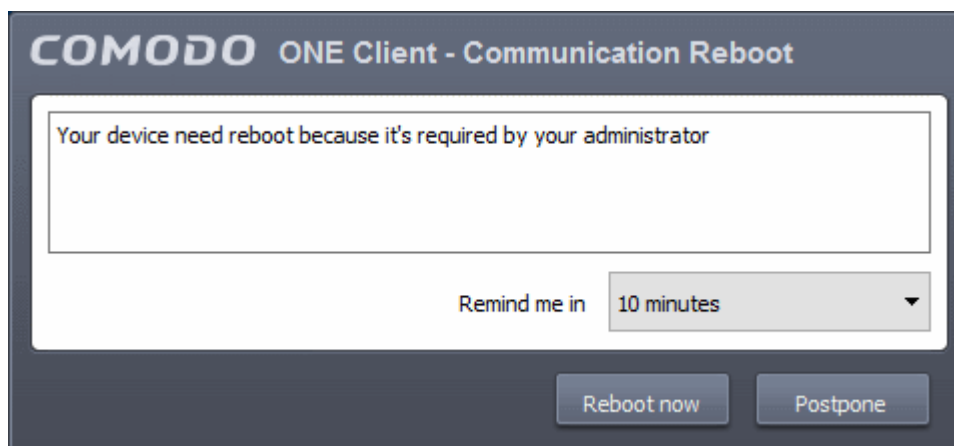 COMODO ONE Client - Communication Reboot
Your device need reboot because it's required by your administrator
Remind me in 10 minutes
Reboot now Postpone